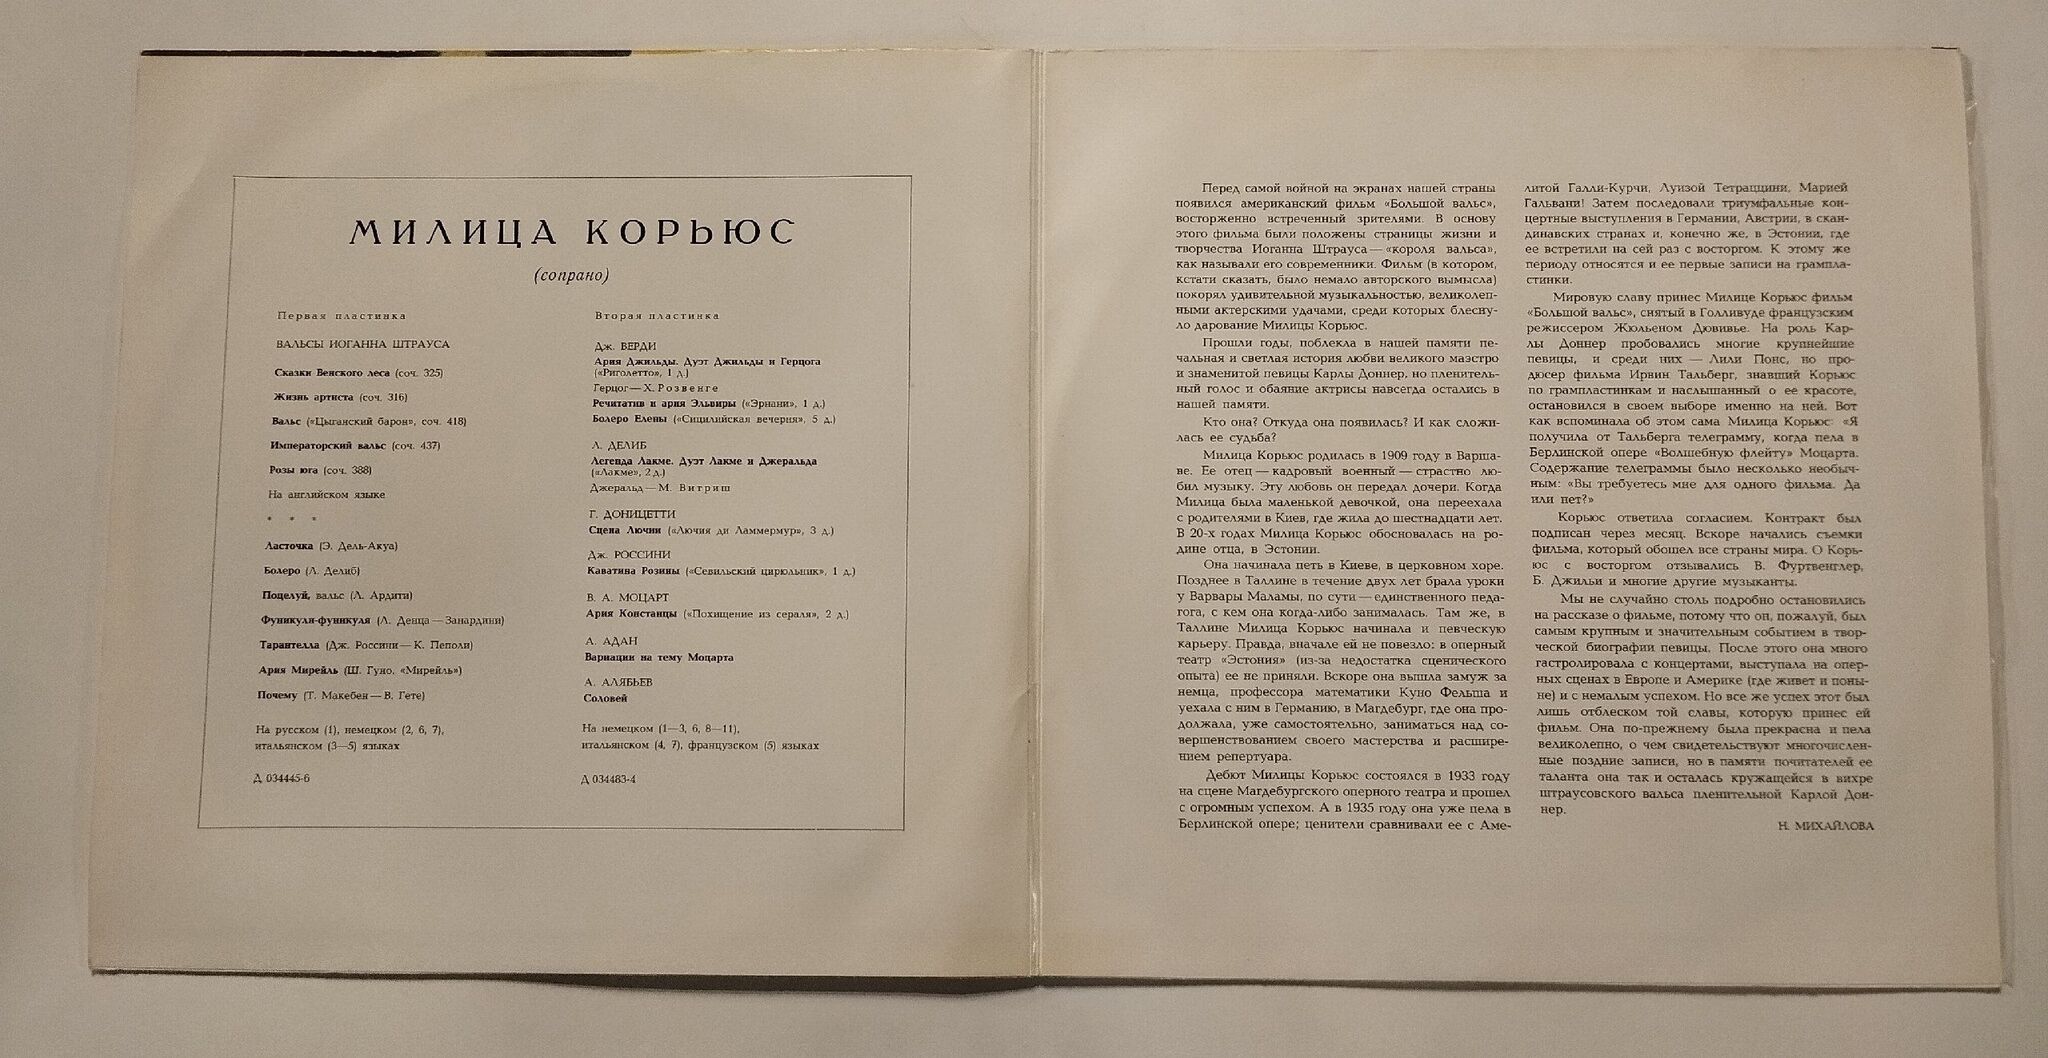 МИЛИЦА КОРЬЮС
(сопрано)
Первая пластинка
ВАЛЬСЫ ИОГАННА ШТРАУСА
Сказки Венского леса (соч. 325)
Жизнь артиста (соч. 316)
Вальс («Цыганский барон», соч. 418)
Императорский вальс (соч. 437)
Розы юга (соч. 388)
На английском языке
* * *
Ласточка (Э. Дель-Акуа)
Болеро (Л. Делиб)
Поцелуй, вальс (Л. Ардити)
Фуникули-фуникуля (Л. Денца — Занардини)
Тарантелла (Дж. Россини — К. Пеполи)
Ария Мирейль (Ш. Гуно, «Мирейль»)
Почему (Т. Макебен — В. Гете)
На русском (1), немецком (2, 6, 7),
итальянском (3—5) языках
Д 034445-6
Вторая пластинка
Дж. ВЕРДИ
Ария Джильды. Дуэт Джильды и Герцога
(«Риголетто», 1 д.)
Герцог — Х. Розвенге
Речитатив и ария Эльвиры («Эрнани», 1 д.)
Болеро Елены («Сицилийская вечерня», 5 д.)
Л. ДЕЛИБ
Легенда Лакме. Дуэт Лакме и Джеральда
(«Лакме», 2 д.)
Джеральд — М. Витриш
Г. ДОНИЦЕТТИ
Сцена Лючии («Лючия ди Ламмермур», 3 д.)
Дж. РОССИНИ
Каватина Розины («Севильский цирюльник», 1 д.)
В. А. МОЦАРТ
Ария Констанцы («Похищение из сераля», 2 д.)
А. АДАН
Вариации на тему Моцарта
А. АЛЯБЬЕВ
Соловей
На немецком (1—3, 6, 8—11),
итальянском (4, 7), французском (5) языках
Д 034483-4
Перед самой войной на экранах нашей страны
появился американский фильм «Большой вальс»,
восторженно встреченный зрителями. В основу
этого фильма были положены страницы жизни и
творчества Иоганна Штрауса — «короля вальса»,
как называли его современники. Фильм (в котором,
кстати сказать, было немало авторского вымысла)
покорял удивительной музыкальностью, великолеп-
ными актерскими удачами, среди которых блесну-
ло дарование Милицы Корьюс.
Прошли годы, поблекла в нашей памяти пе-
чальная и светлая история любви великого маэстро
и знаменитой певицы Карлы Доннер, но пленитель-
ный голос и обаяние актрисы навсегда остались в
нашей памяти.
Кто она? Откуда она появилась? И как сложи-
лась ее судьба?
Милица Корьюс родилась в 1909 году в Варша-
ве. Ее отец — кадровый военный — страстно лю-
бил музыку. Эту любовь он передал дочери. Когда
Милица была маленькой девочкой, она переехала
с родителями в Киев, где жила до шестнадцати лет.
В 20-х годах Милица Корьюс обосновалась на ро-
дине отца, в Эстонии.
Она начинала петь в Киеве, в церковном хоре.
Позднее в Таллине в течение двух лет брала уроки
у Варвары Маламы, по сути — единственного педа-
гога, с кем она когда-либо занималась. Там же, в
Таллине Милица Корьюс начинала и певческую
карьеру. Правда, вначале ей не повезло: в оперный
театр «Эстония» (из-за недостатка сценического
опыта) ее не приняли. Вскоре она вышла замуж за
немца, профессора математики Куно Фельша и
уехала с ним в Германию, в Магдебург, где она про-
должала, уже самостоятельно, заниматься над со-
вершенствованием своего мастерства и расшире-
нием репертуара.
Дебют Милицы Корьюс состоялся в 1933 году
на сцене Магдебургского оперного театра и прошел
с огромным успехом. А в 1935 году она уже пела в
Берлинской опере; ценители сравнивали ее с Аме-
литой Галли-Курчи, Луизой Тетраццини, Марией
Гальвани! Затем последовали триумфальные кон-
цертные выступления в Германии, Австрии, в скан-
динавских странах и, конечно же, в Эстонии, где
ее встретили на сей раз с восторгом. К этому же
периоду относятся и ее первые записи на грампла-
стинки.
Мировую славу принес Милице Корьюс фильм
«Большой вальс», снятый в Голливуде французским
режиссером Жюльеном Дювивье. На роль Кар-
лы Доннер пробовались многие крупнейшие
певицы, и среди них — Лили Понс, но про-
дюсер фильма Ирвин Тальберг, знавший Корьюс
по грампластинкам и наслышанный о ее красоте,
остановился в своем выборе именно на ней. Вот
как вспоминала об этом сама Милица Корьюс: «Я
получила от Тальберга телеграмму, когда пела в
Берлинской опере «Волшебную флейту» Моцарта.
Содержание телеграммы было несколько необыч-
ным: «Вы требуетесь мне для одного фильма. Да
или нет?»
Корьюс ответила согласием. Контракт был
подписан через месяц. Вскоре начались съемки
фильма, который обошел все страны мира. О Корь-
юс с восторгом отзывались В. Фуртвенглер,
Б. Джильи и многие другие музыканты.
Мы не случайно столь подробно остановились
на рассказе о фильме, потому что он, пожалуй, был
самым крупным и значительным событием в твор-
ческой биографии певицы. После этого она много
гастролировала с концертами, выступала на опер-
ных сценах в Европе и Америке (где живет и поны-
не) и с немалым успехом. Но все же успех этот был
лишь отблеском той славы, которую принес ей
фильм. Она по-прежнему была прекрасна и пела
великолепно, о чем свидетельствуют многочислен-
ные поздние записи, но в памяти почитателей ее
таланта она так и осталась кружащейся в вихре
штраусовского вальса пленительной Карлой Дон-
нер.
Н. МИХАЙЛОВА